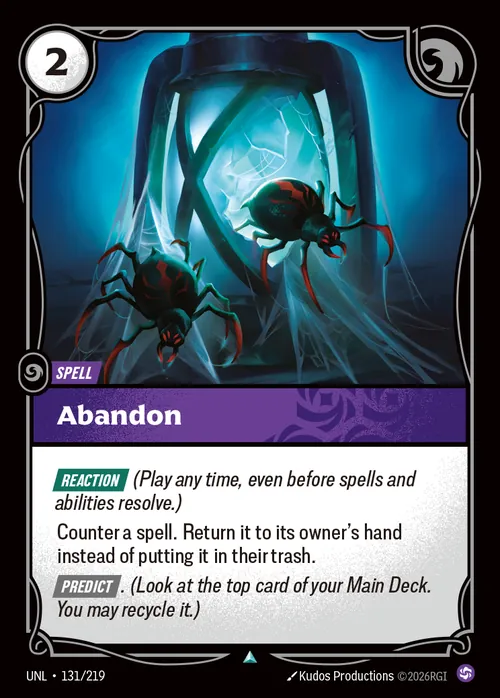 2
SPELL
Abandon
REACTION (Play any time, even before spells and
abilities resolve.)
Counter a spell. Return it to its owner's hand
instead of putting it in their trash.
PREDICT. (Look at the top card of your Main Deck.
You may recycle it.)
UNL • 131/219
Kudos Productions ©2026RGI